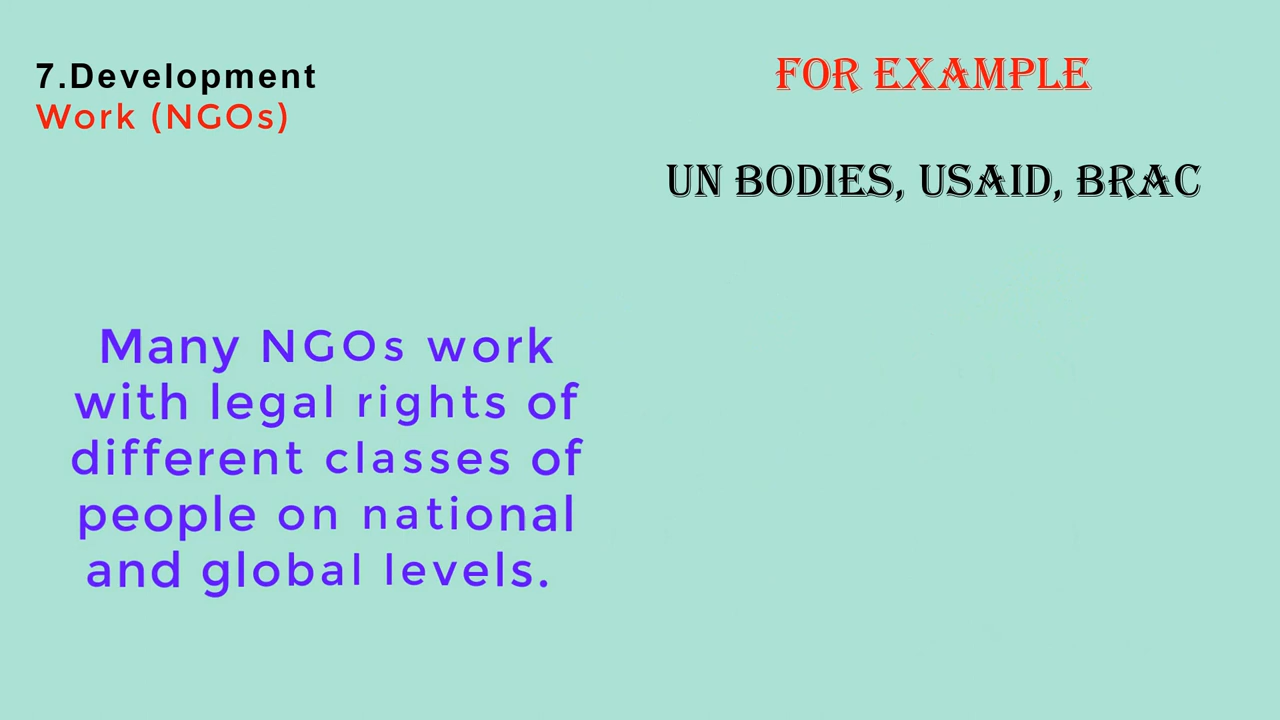 7.Development
Work (NGOs)
FOR EXAMPLE
UN BODIES, USAID, BRAC
Many NGOs work
with legal rights of
different classes of
people on national
and global levels.